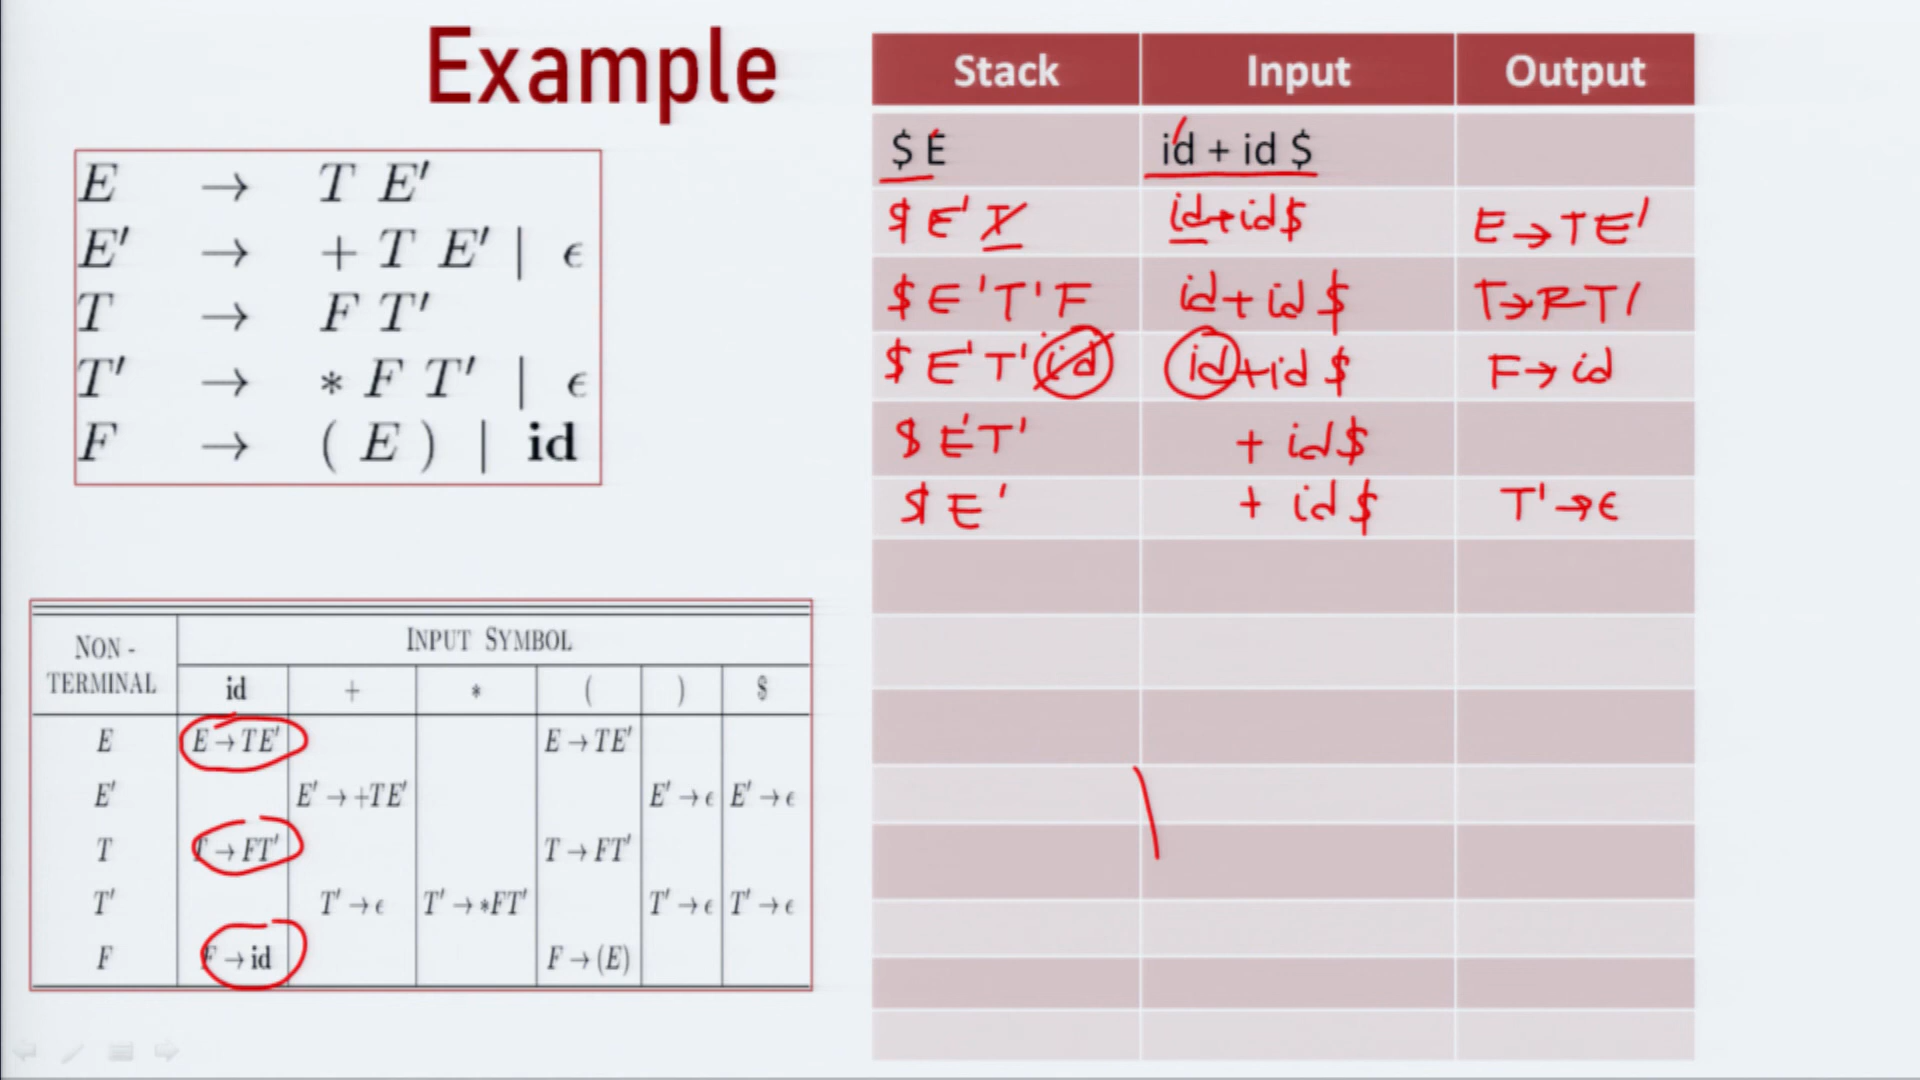 Example
E → T E′
E′ → + T E′ | ϵ
T → F T′
T′ → * F T′ | ϵ
F → ( E ) | id
NON - TERMINAL INPUT SYMBOL
id + * ( ) $
E E → TE′ E → TE′
E′ E′ → +TE′ E′ → ϵ E′ → ϵ
T T → FT′ T → FT′
T′ T′ → ϵ T′ → *FT′ T′ → ϵ T′ → ϵ
F F → id F → (E)
Stack Input Output
$ E id + id $
$ E' T id+id$ E→TE'
$ E'T'F id+id $ T→FT'
$ E'T'id id+id $ F→id
$ E'T' + id$
$ E' + id$ T'→ϵ